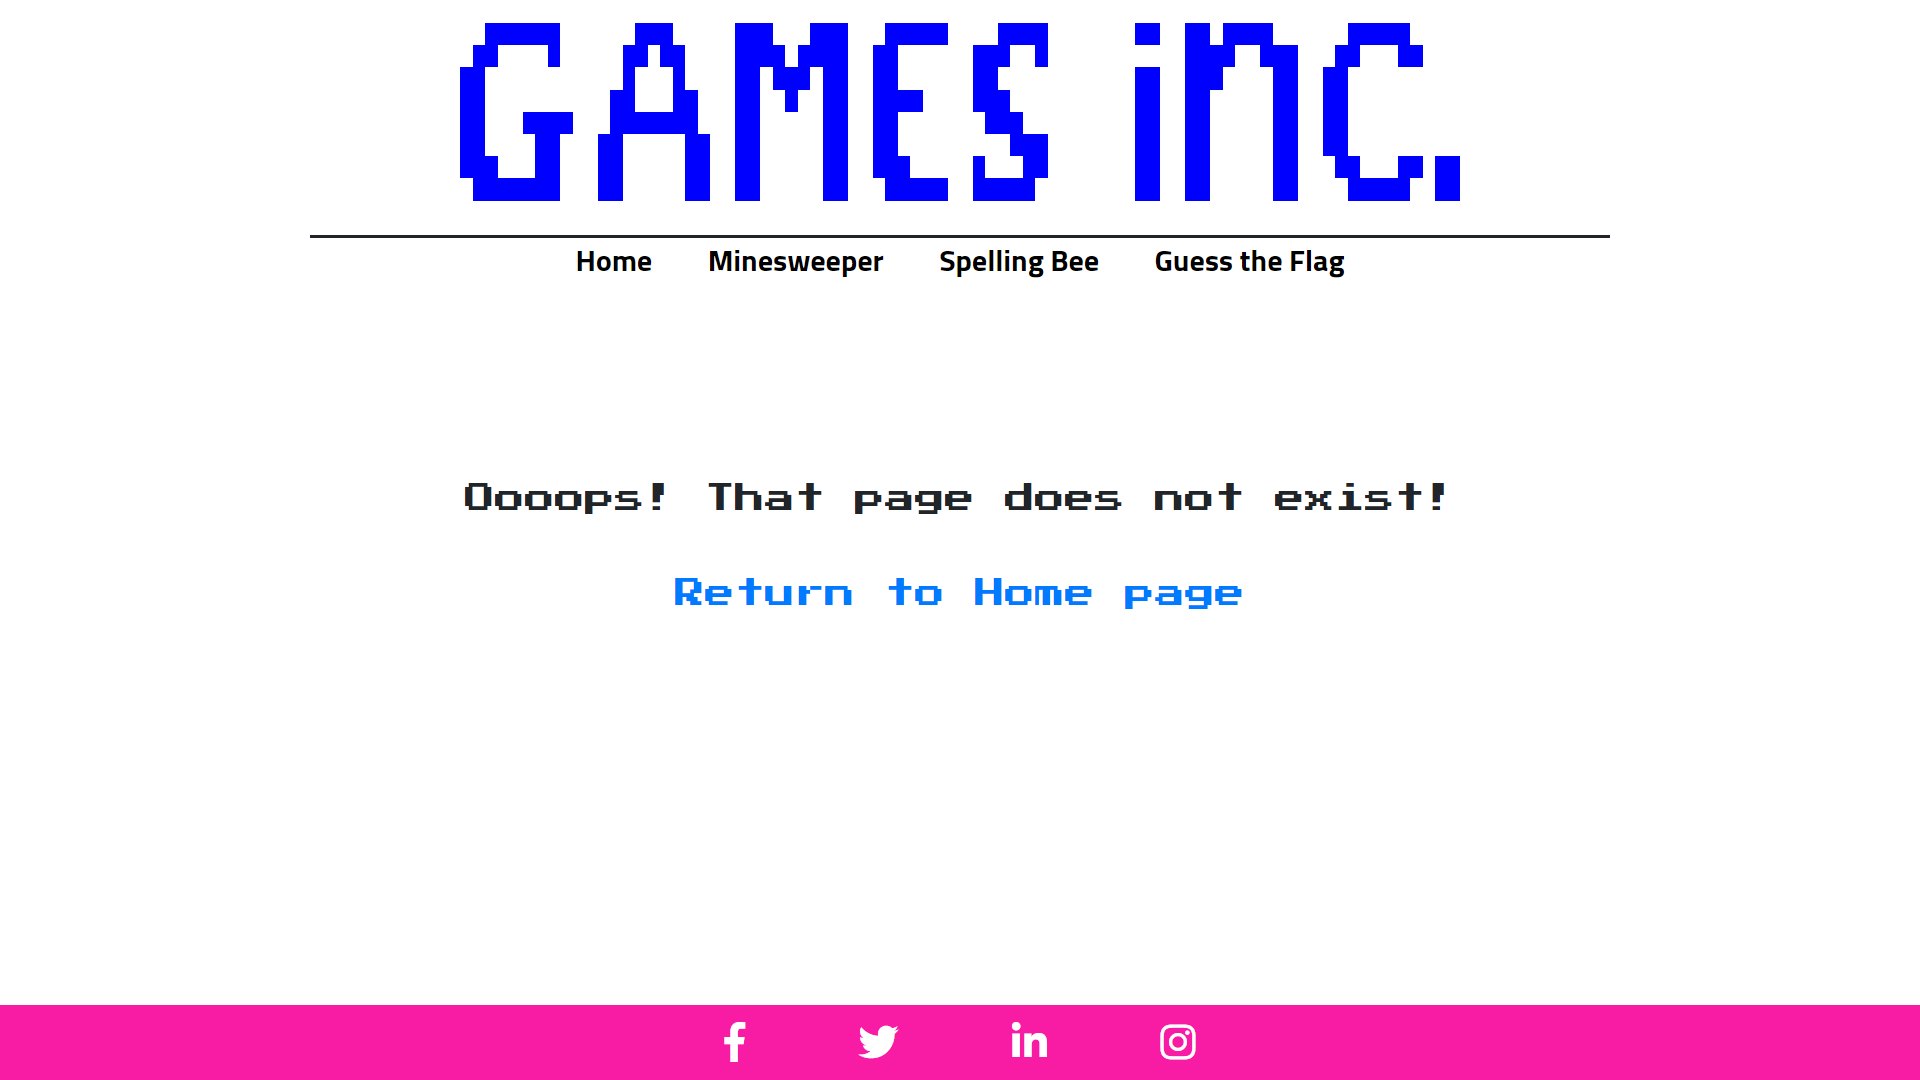 GAMES iNC.
Home Minesweeper Spelling Bee Guess the Flag
Oooops! That page does not exist!
Return to Home page